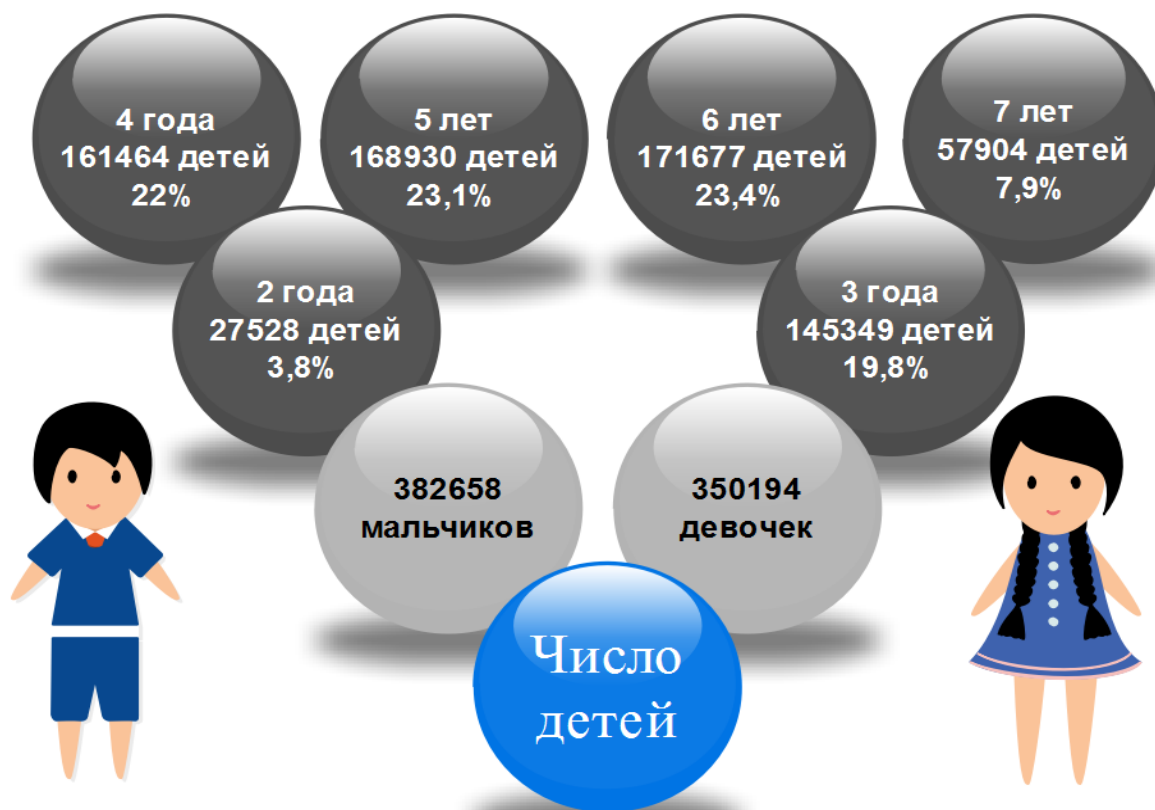 4 года
161464 детей
22%
5 лет
168930 детей
23,1%
6 лет
171677 детей
23,4%
7 лет
57904 детей
7,9%
2 года
27528 детей
3,8%
3 года
145349 детей
19,8%
382658
мальчиков
350194
девочек
Число
детей